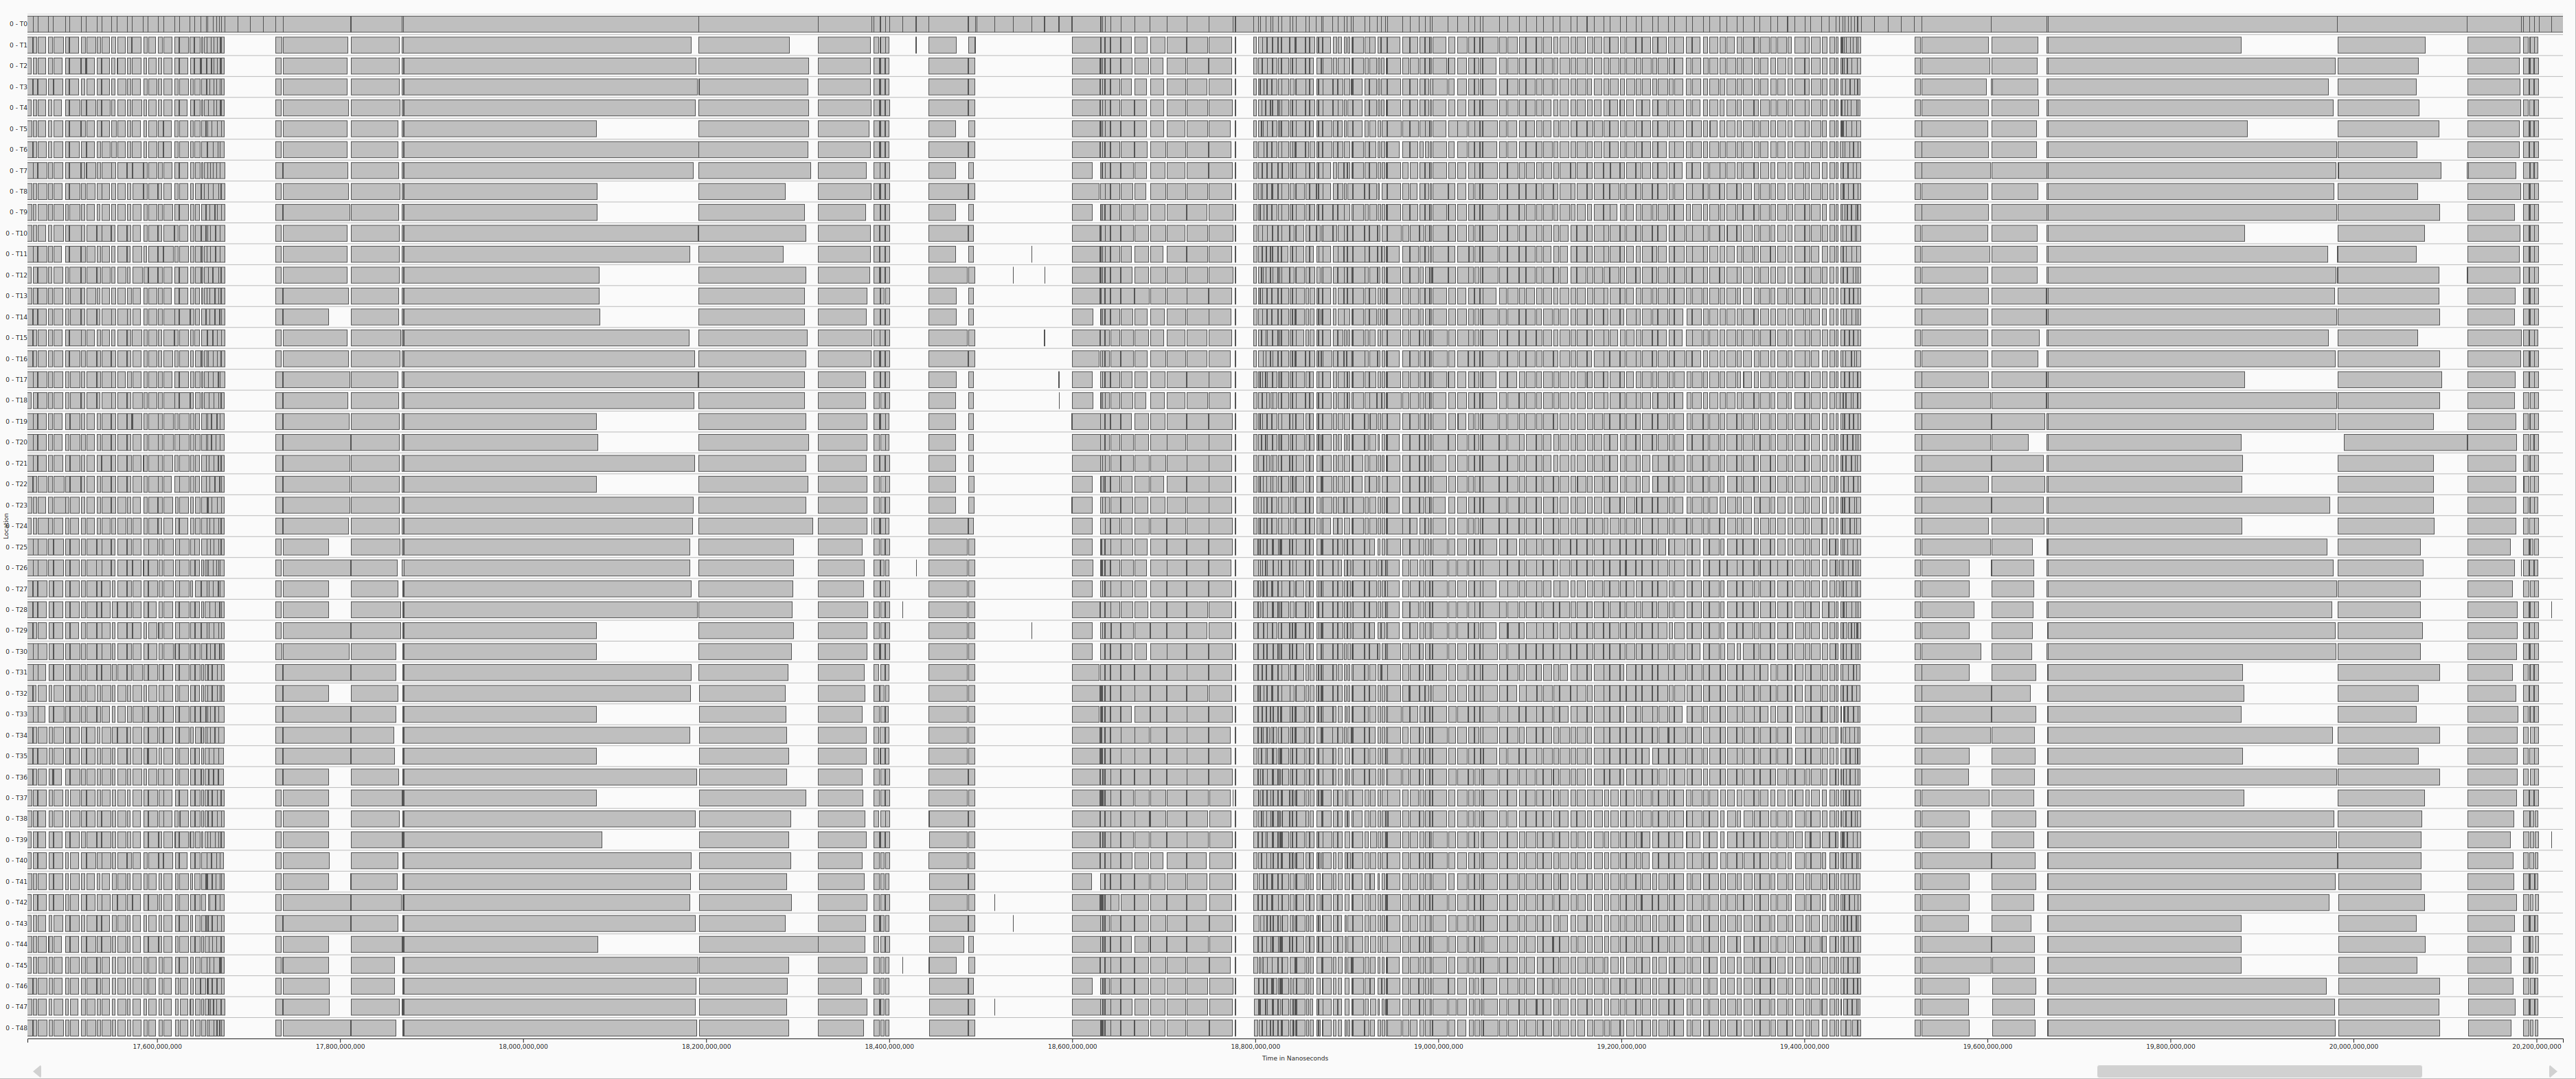 0 - T0
0 - T1
0 - T2
0 - T3
0 - T4
0 - T5
0 - T6
0 - T7
0 - T8
0 - T9
0 - T10
0 - T11
0 - T12
0 - T13
0 - T14
0 - T15
0 - T16
0 - T17
0 - T18
0 - T19
0 - T20
0 - T21
0 - T22
0 - T23
0 - T24
Location
0 - T25
0 - T26
0 - T27
0 - T28
0 - T29
0 - T30
0 - T31
0 - T32
0 - T33
0 - T34
0 - T35
0 - T36
0 - T37
0 - T38
0 - T39
0 - T40
0 - T41
0 - T42
0 - T43
0 - T44
0 - T45
0 - T46
0 - T47
0 - T48
17,600,000,000 17,800,000,000 18,000,000,000 18,200,000,000 18,400,000,000 18,600,000,000 18,800,000,000 19,000,000,000 19,200,000,000 19,400,000,000 19,600,000,000 19,800,000,000 20,000,000,000 20,200,000,000
Time in Nanoseconds